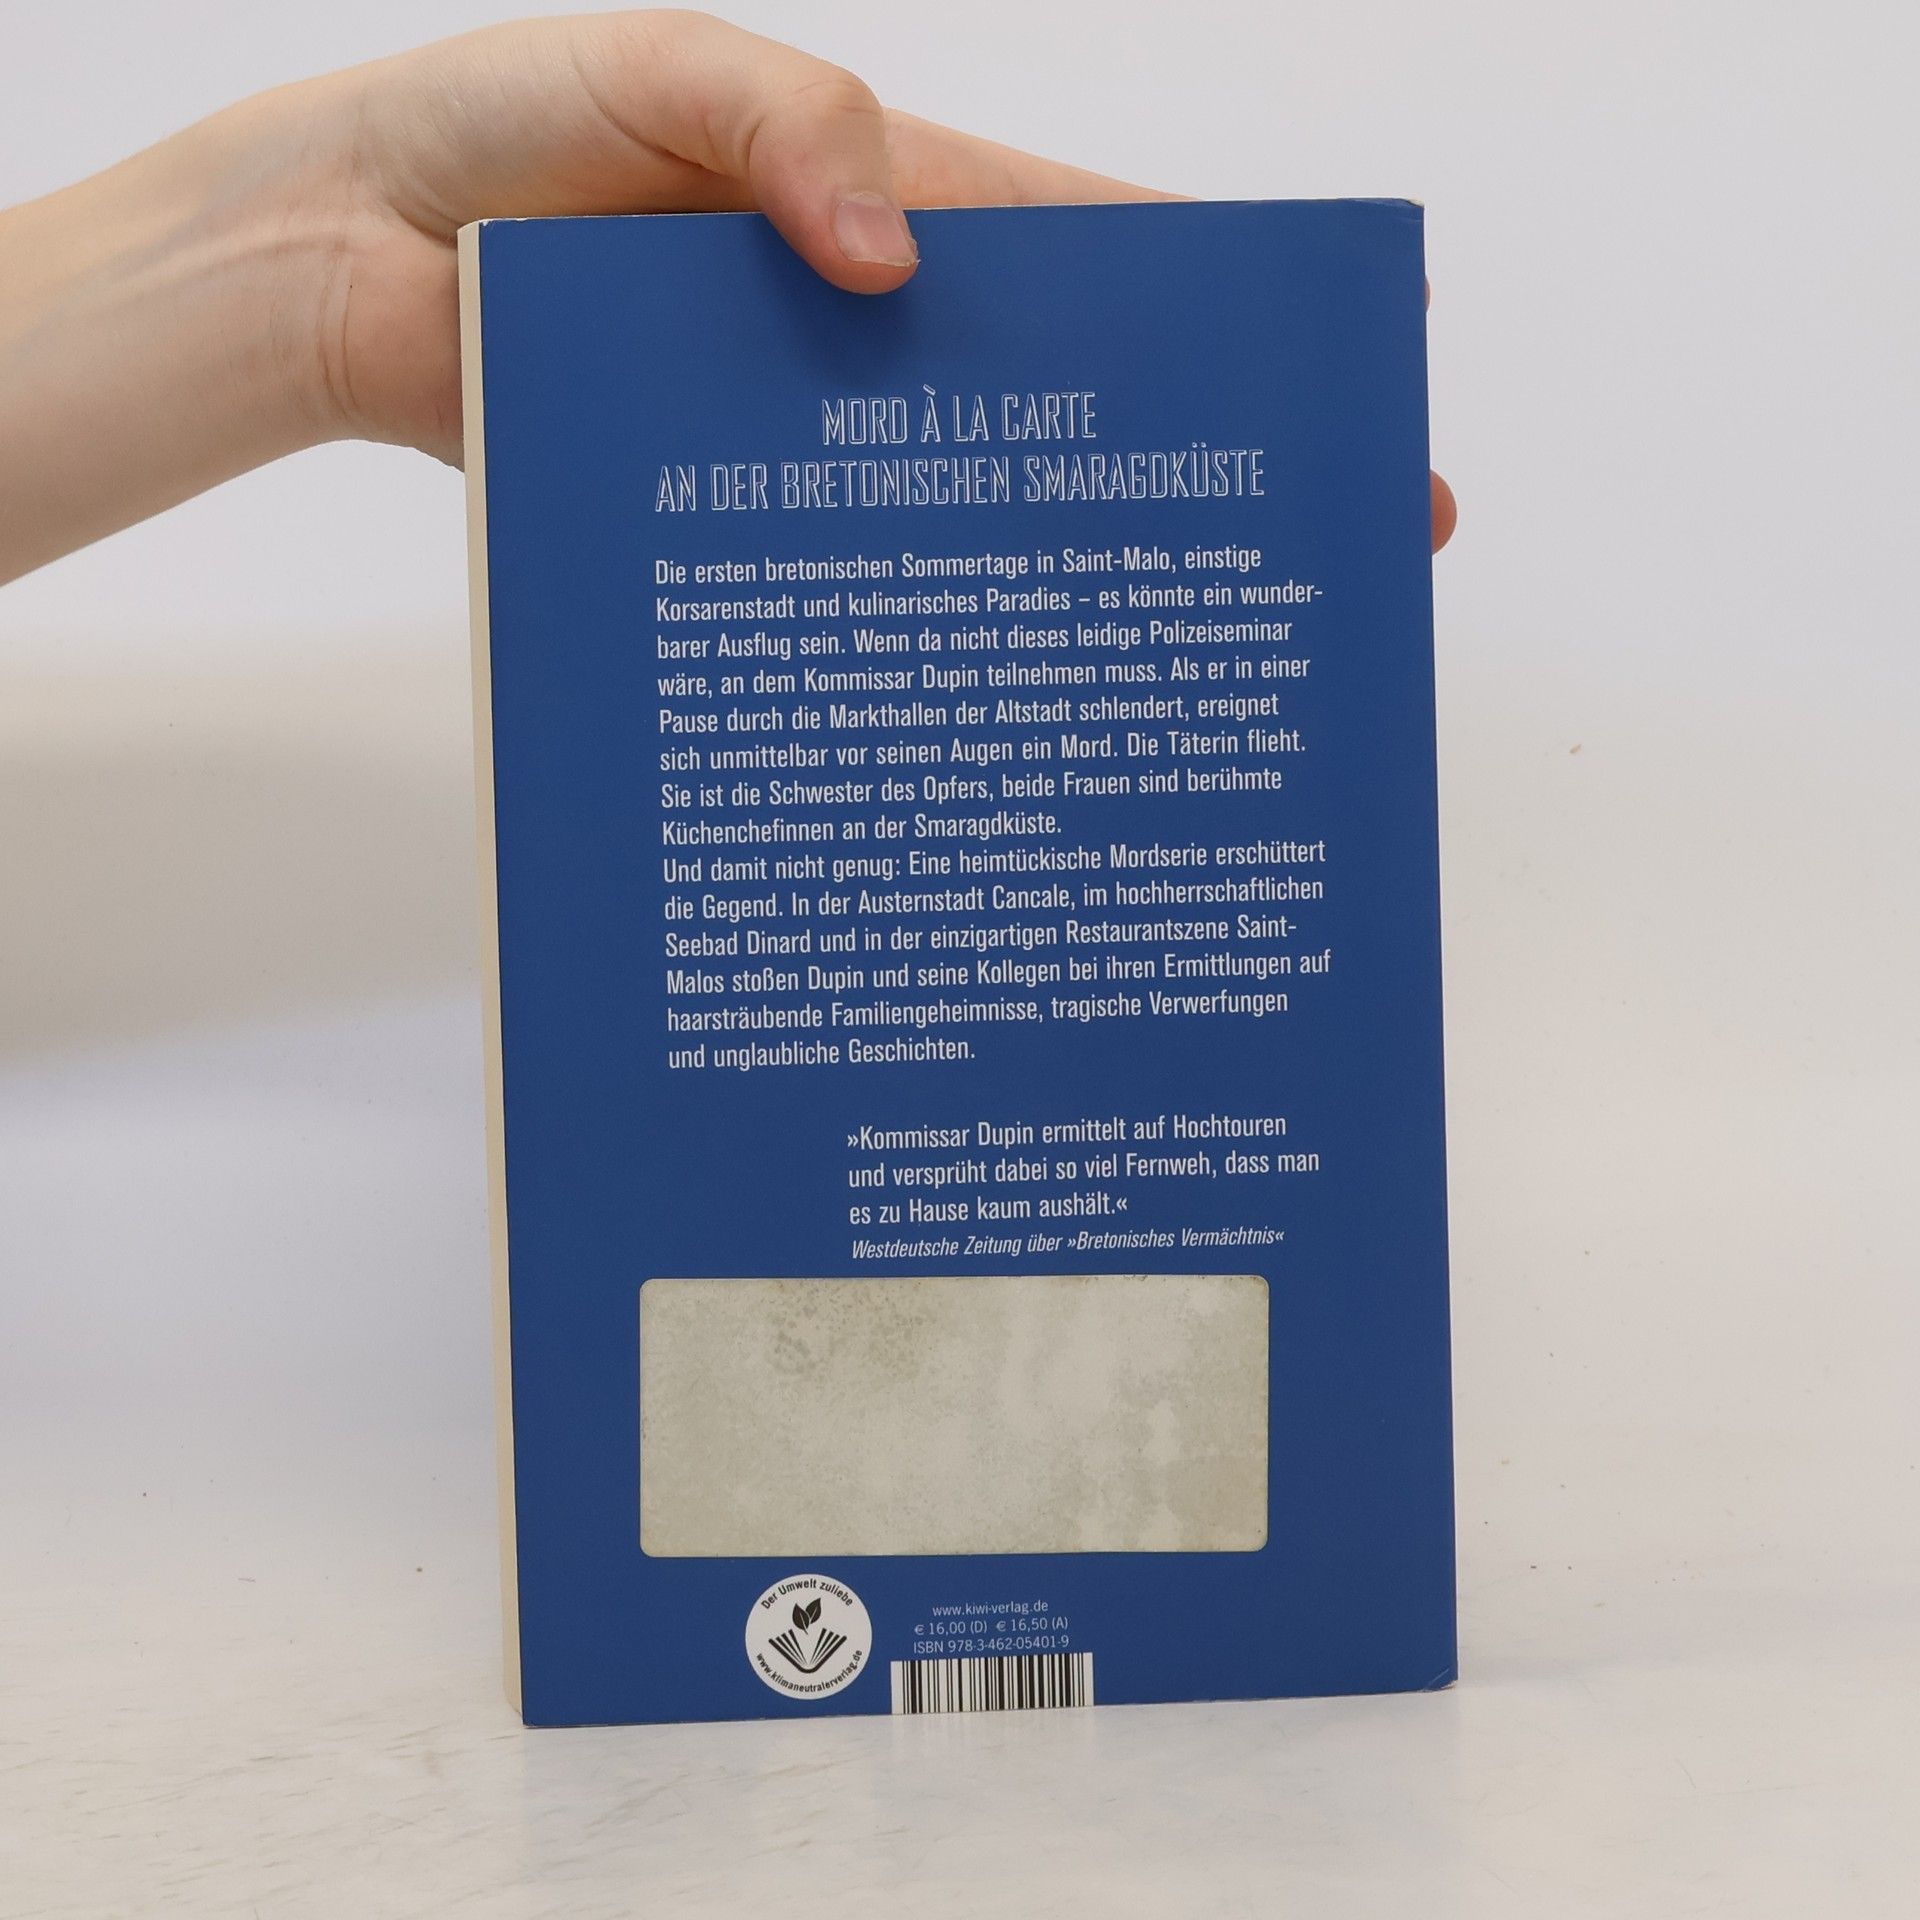 MORD À LA CARTE
AN DER BRETONISCHEN SMARAGDKÜSTE
Die ersten bretonischen Sommertage in Saint-Malo, einstige
Korsarenstadt und kulinarisches Paradies – es könnte ein wunder-
barer Ausflug sein. Wenn da nicht dieses leidige Polizeiseminar
wäre, an dem Kommissar Dupin teilnehmen muss. Als er in einer
Pause durch die Markthallen der Altstadt schlendert, ereignet
sich unmittelbar vor seinen Augen ein Mord. Die Täterin flieht.
Sie ist die Schwester des Opfers, beide Frauen sind berühmte
Küchenchefinnen an der Smaragdküste.
Und damit nicht genug: Eine heimtückische Mordserie erschüttert
die Gegend. In der Austernstadt Cancale, im hochherrschaftlichen
Seebad Dinard und in der einzigartigen Restaurantszene Saint-
Malos stoßen Dupin und seine Kollegen bei ihren Ermittlungen auf
haarsträubende Familiengeheimnisse, tragische Verwerfungen
und unglaubliche Geschichten.
»Kommissar Dupin ermittelt auf Hochtouren
und versprüht dabei so viel Fernweh, dass man
es zu Hause kaum aushält.«
Westdeutsche Zeitung über »Bretonisches Vermächtnis«
Der Umwelt zuliebe
www.klimaneutralerverlag.de
www.kiwi-verlag.de
€ 16,00 (D) € 16,50 (A)
ISBN 978-3-462-05401-9